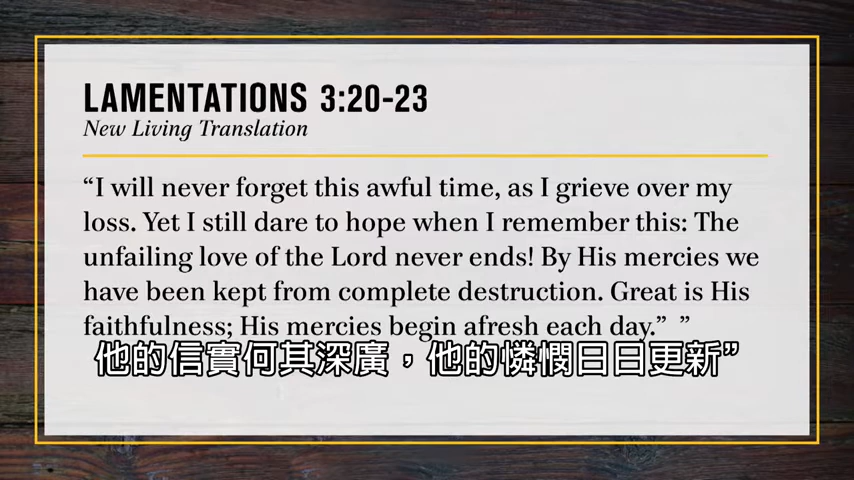 LAMENTATIONS 3:20-23
New Living Translation
“I will never forget this awful time, as I grieve over my
loss. Yet I still dare to hope when I remember this: The
unfailing love of the Lord never ends! By His mercies we
have been kept from complete destruction. Great is His
faithfulness; His mercies begin afresh each day.” ”
他的信實何其深廣，他的憐憫日日更新”